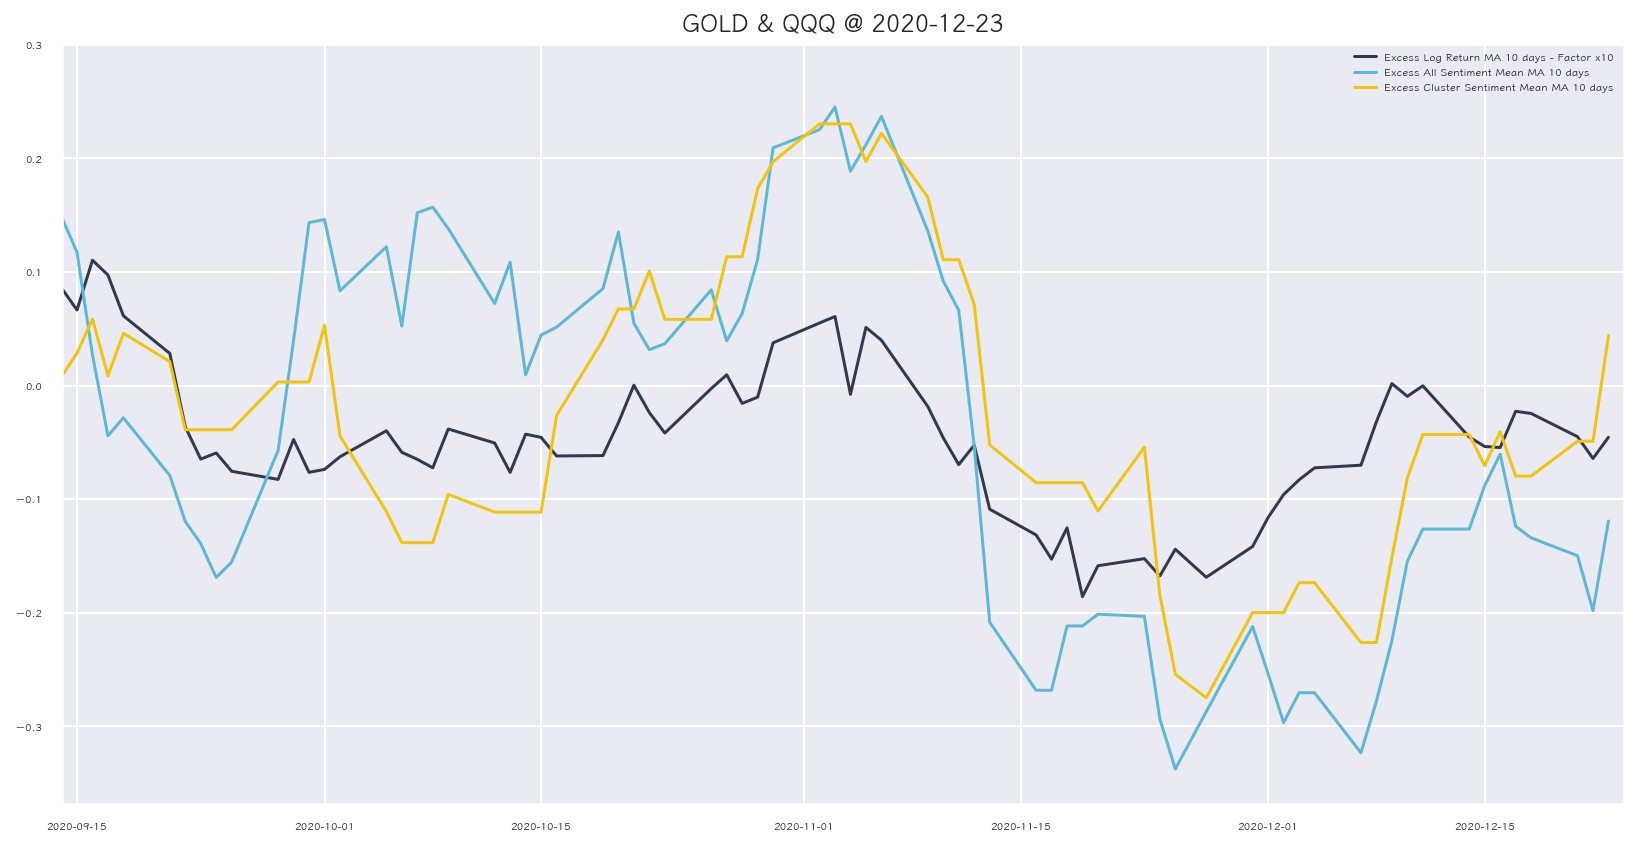 GOLD & QQQ @ 2020-12-23
Excess Log Return MA 10 days - Factor x10
Excess All Sentiment Mean MA 10 days
Excess Cluster Sentiment Mean MA 10 days
0.3
0.2
0.1
0.0
−0.1
−0.2
−0.3
2020-09-15 2020-10-01 2020-10-15 2020-11-01 2020-11-15 2020-12-01 2020-12-15